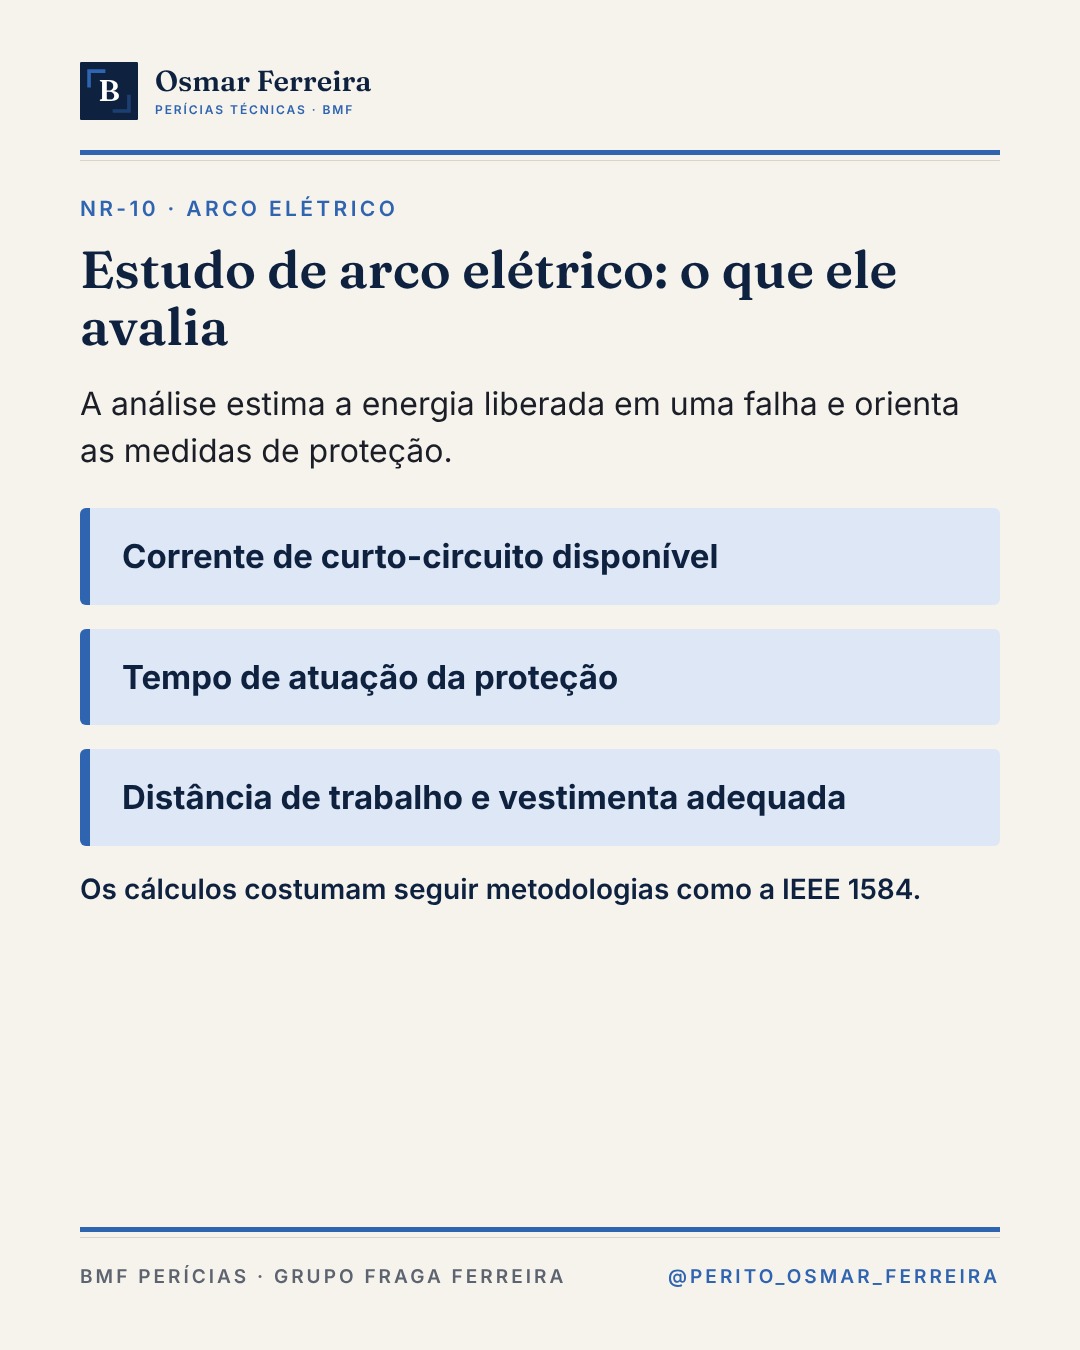 B
Osmar Ferreira
PERÍCIAS TÉCNICAS · BMF
NR-10 · ARCO ELÉTRICO
Estudo de arco elétrico: o que ele
avalia
A análise estima a energia liberada em uma falha e orienta
as medidas de proteção.
Corrente de curto-circuito disponível
Tempo de atuação da proteção
Distância de trabalho e vestimenta adequada
Os cálculos costumam seguir metodologias como a IEEE 1584.
BMF PERÍCIAS · GRUPO FRAGA FERREIRA
@PERITO_OSMAR_FERREIRA